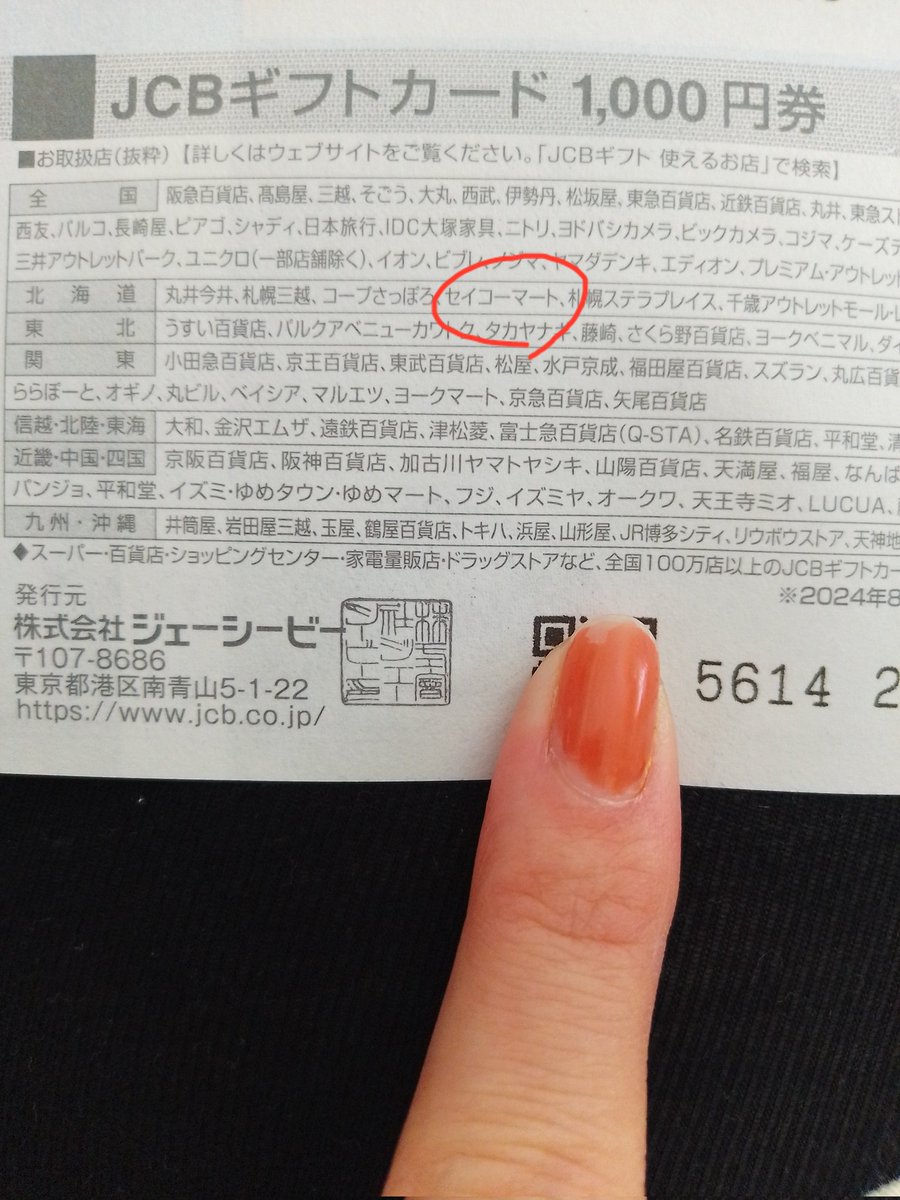 JCBギフトカード 1,000円券
■お取扱店(抜粋)【詳しくはウェブサイトをご覧ください。「JCBギフト 使えるお店」で検索】
全国 阪急百貨店、髙島屋、三越、そごう、大丸、西武、伊勢丹、松坂屋、東急百貨店、近鉄百貨店、丸井、東急ス
西友、パルコ、長崎屋、ピアゴ、シャディ、日本旅行、IDC大塚家具、ニトリ、ヨドバシカメラ、ビックカメラ、コジマ、ケーズデ
三井アウトレットパーク、ユニクロ(一部店舗除く)、イオン、ビブレ、ノジマ、ヤマダデンキ、エディオン、プレミアム・アウトレッ
北海道 丸井今井、札幌三越、コープさっぽろ、セイコーマート、札幌ステラプレイス、千歳アウトレットモール・レ
東北 うすい百貨店、パルクアベニューカワトク、タカヤナギ、藤崎、さくら野百貨店、ヨークベニマル、ダイ
関東 小田急百貨店、京王百貨店、東武百貨店、松屋、水戸京成、福田屋百貨店、スズラン、丸広百貨
ららぽーと、オギノ、丸ビル、ベイシア、マルエツ、ヨークマート、京急百貨店、矢尾百貨店
信越・北陸・東海 大和、金沢エムザ、遠鉄百貨店、津松菱、富士急百貨店(Q-STA)、名鉄百貨店、平和堂、清
近畿・中国・四国 京阪百貨店、阪神百貨店、加古川ヤマトヤシキ、山陽百貨店、天満屋、福屋、なんば
パンジョ、平和堂、イズミ・ゆめタウン・ゆめマート、フジ、イズミヤ、オークワ、天王寺ミオ、LUCUA、
九州・沖縄 井筒屋、岩田屋三越、玉屋、鶴屋百貨店、トキハ、浜屋、山形屋、JR博多シティ、リウボウストア、天神地
◆スーパー・百貨店・ショッピングセンター・家電量販店・ドラッグストアなど、全国100万店以上のJCBギフトカー
※2024年8
発行元
株式会社 ジェーシービー
〒107-8686
東京都港区南青山5-1-22
https://www.jcb.co.jp/
5614 2